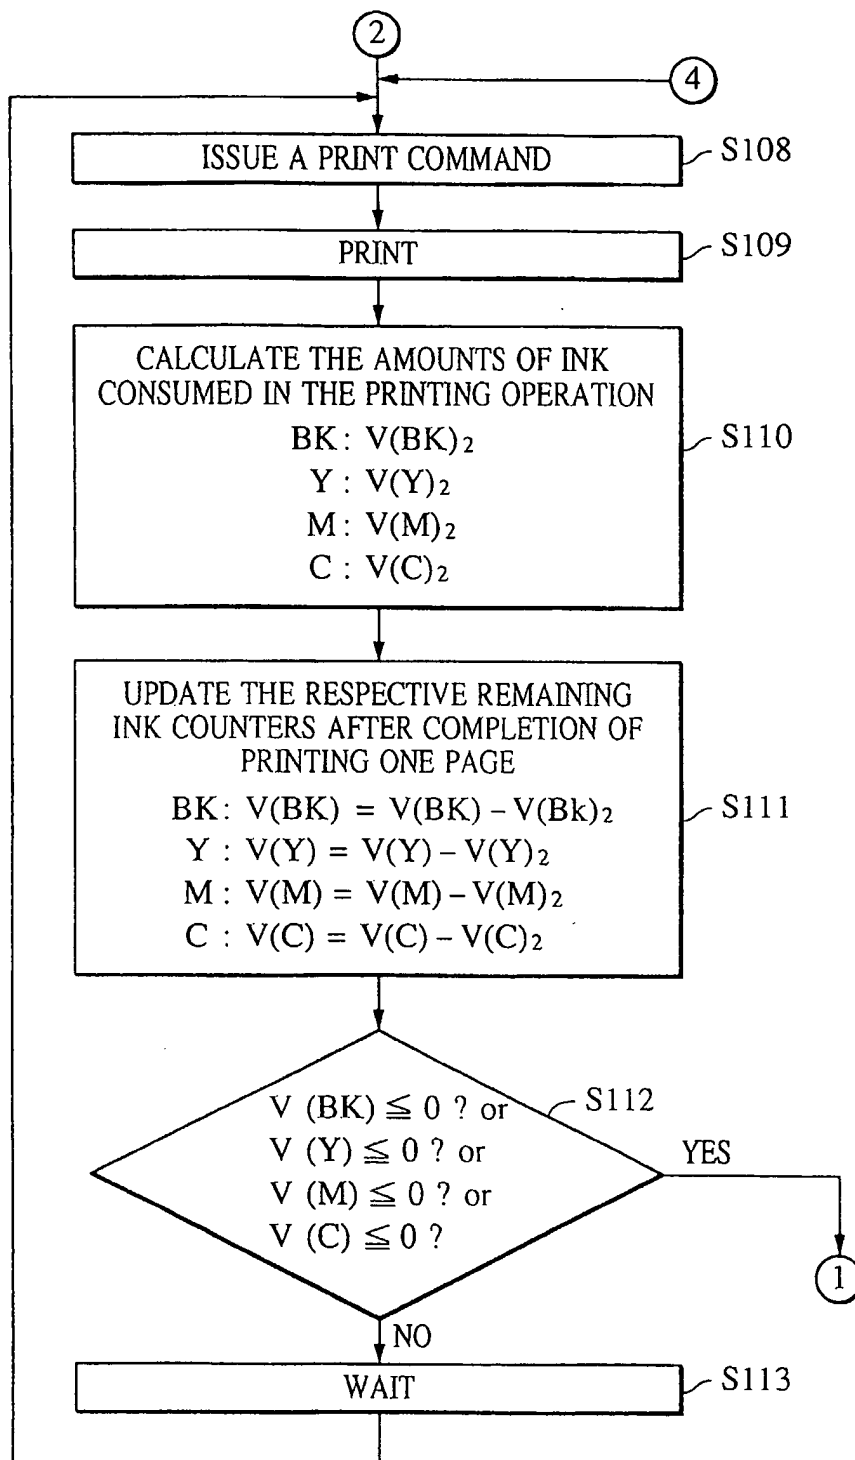 2
4
ISSUE A PRINT COMMAND
S108
PRINT
S109
CALCULATE THE AMOUNTS OF INK
CONSUMED IN THE PRINTING OPERATION
BK : V(BK)₂
Y : V(Y)₂
M : V(M)₂
C : V(C)₂
S110
UPDATE THE RESPECTIVE REMAINING
INK COUNTERS AFTER COMPLETION OF
PRINTING ONE PAGE
BK : V(BK) = V(BK) – V(Bk)₂
Y : V(Y) = V(Y) – V(Y)₂
M : V(M) = V(M) – V(M)₂
C : V(C) = V(C) – V(C)₂
S111
V (BK) ≦ 0 ? or
V (Y) ≦ 0 ? or
V (M) ≦ 0 ? or
V (C) ≦ 0 ?
S112
YES
1
NO
WAIT
S113